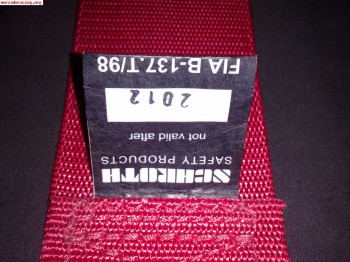 mercadoracing.org
SCHROTH
SAFETY PRODUCTS
not valid after
2012
FIA B-137.T/98